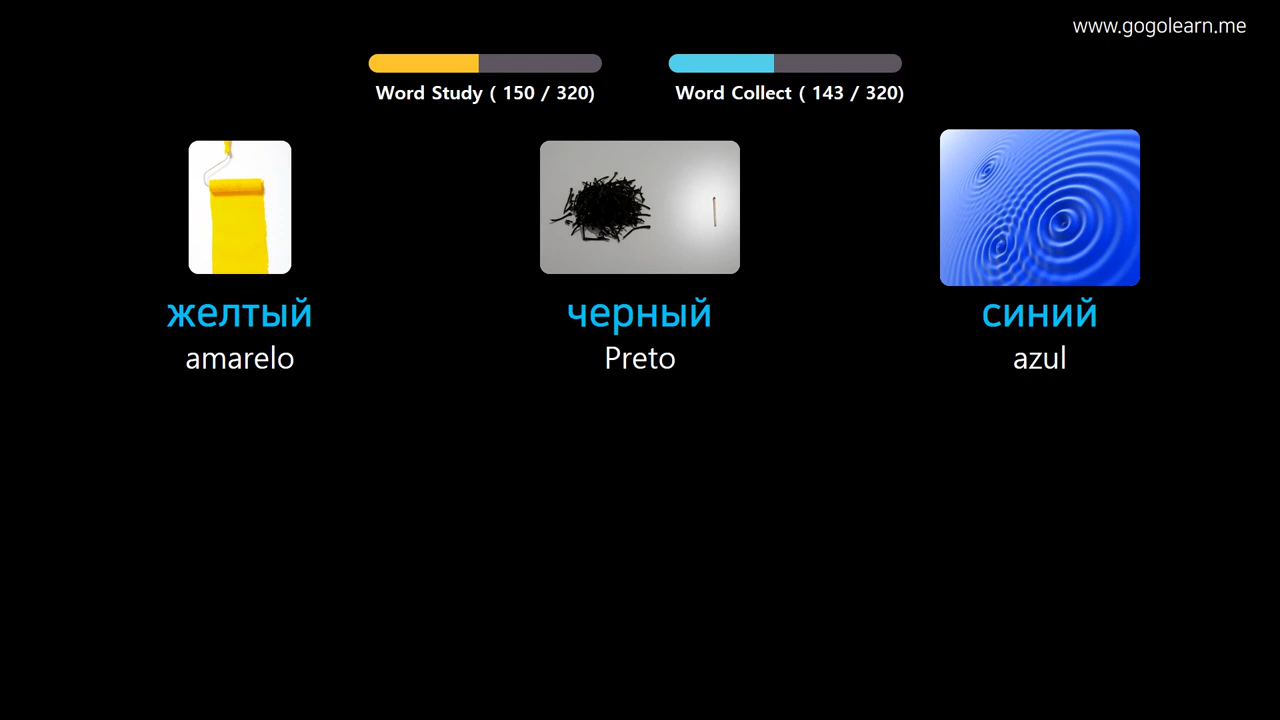 www.gogolearn.me
Word Study ( 150 / 320)
Word Collect ( 143 / 320)
желтый
amarelo
черный
Preto
синий
azul